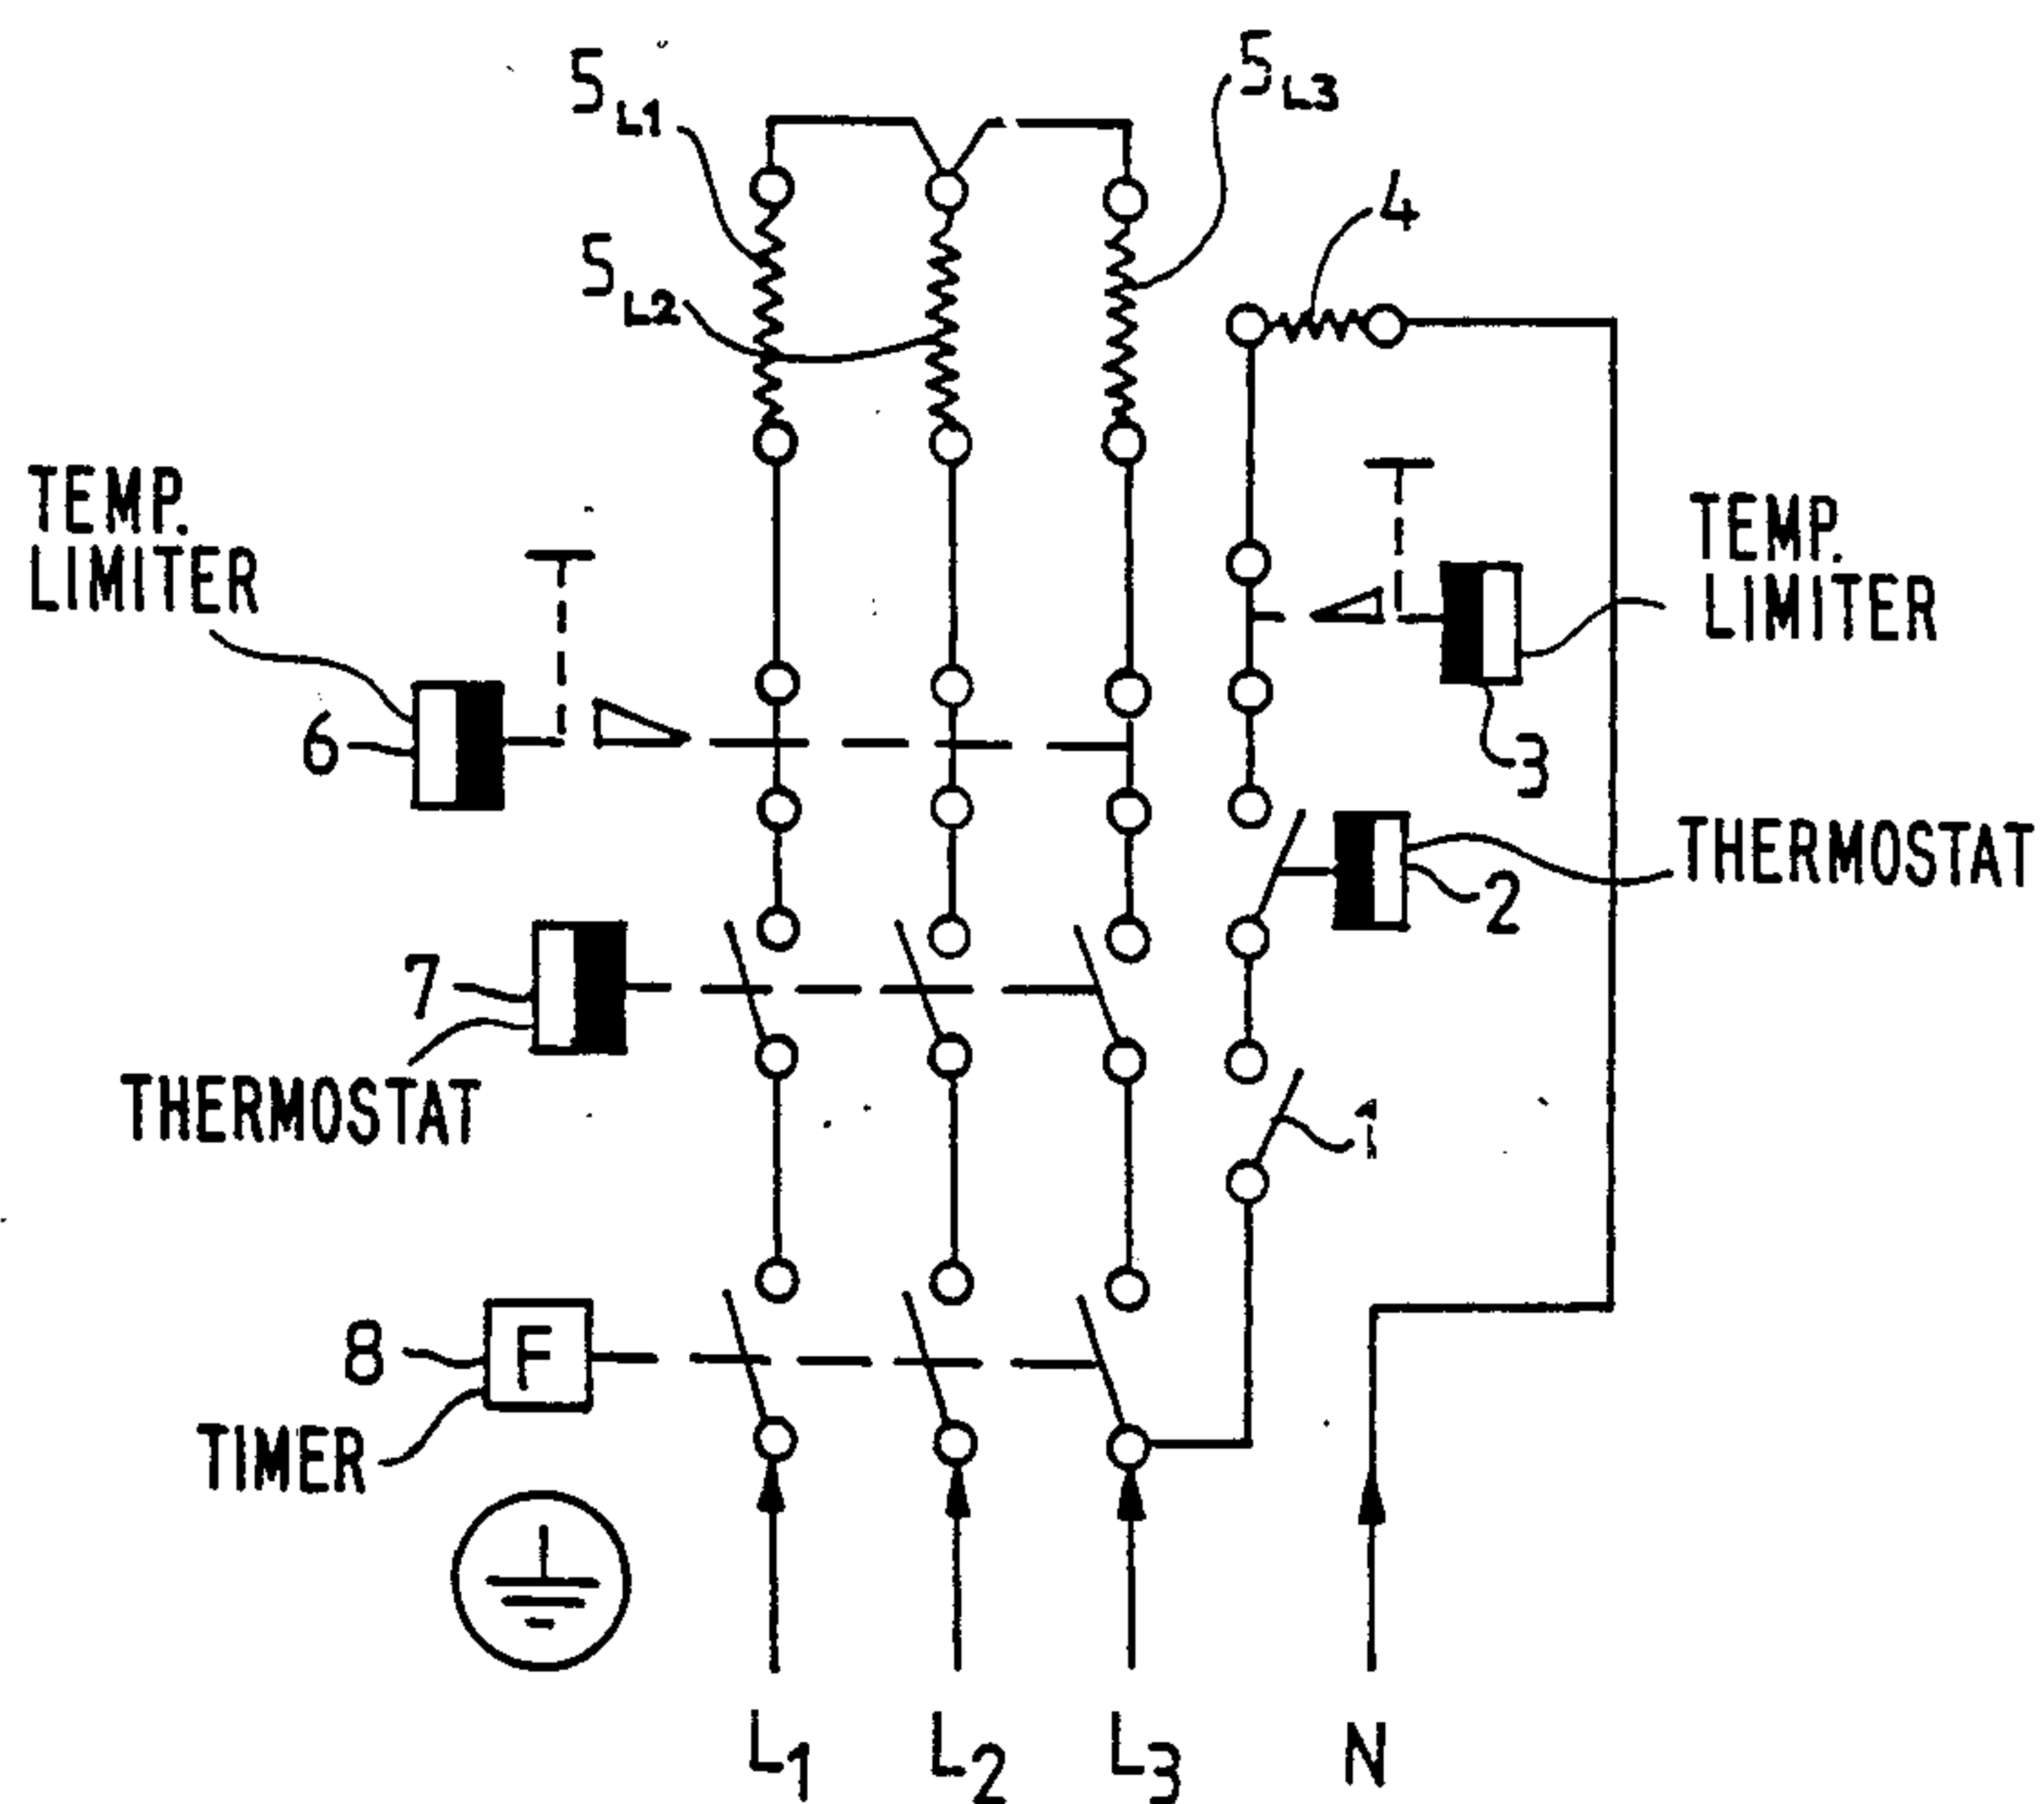 5L1
5L3
4
5L2
TEMP.
LIMITER
TEMP.
LIMITER
6
3
THERMOSTAT
2
7
THERMOSTAT
1
8
F
TIMER
L1
L2
L3
N